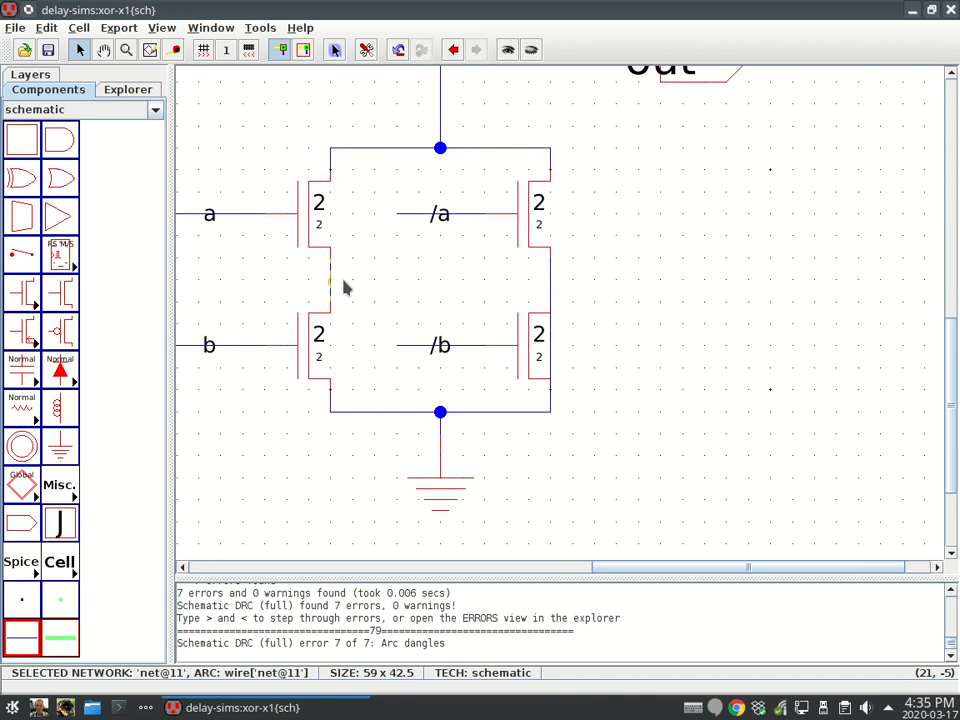 delay-sims:xor-x1{sch}
File Edit Cell Export View Window Tools Help
1
Layers
Components Explorer
schematic
RS M/S
Normal Normal
Normal
Global Misc.
J
Spice Cell
out
a 2 2 /a 2 2
b 2 2 /b 2 2
7 errors and 0 warnings found (took 0.006 secs)
Schematic DRC (full) found 7 errors, 0 warnings!
Type > and < to step through errors, or open the ERRORS view in the explorer
=================================79=================================
Schematic DRC (full) error 7 of 7: Arc dangles
SELECTED NETWORK: 'net@11', ARC: wire['net@11'] SIZE: 59 x 42.5 TECH: schematic (21, -5)
delay-sims:xor-x1{sch} 4:35 PM
2020-03-17